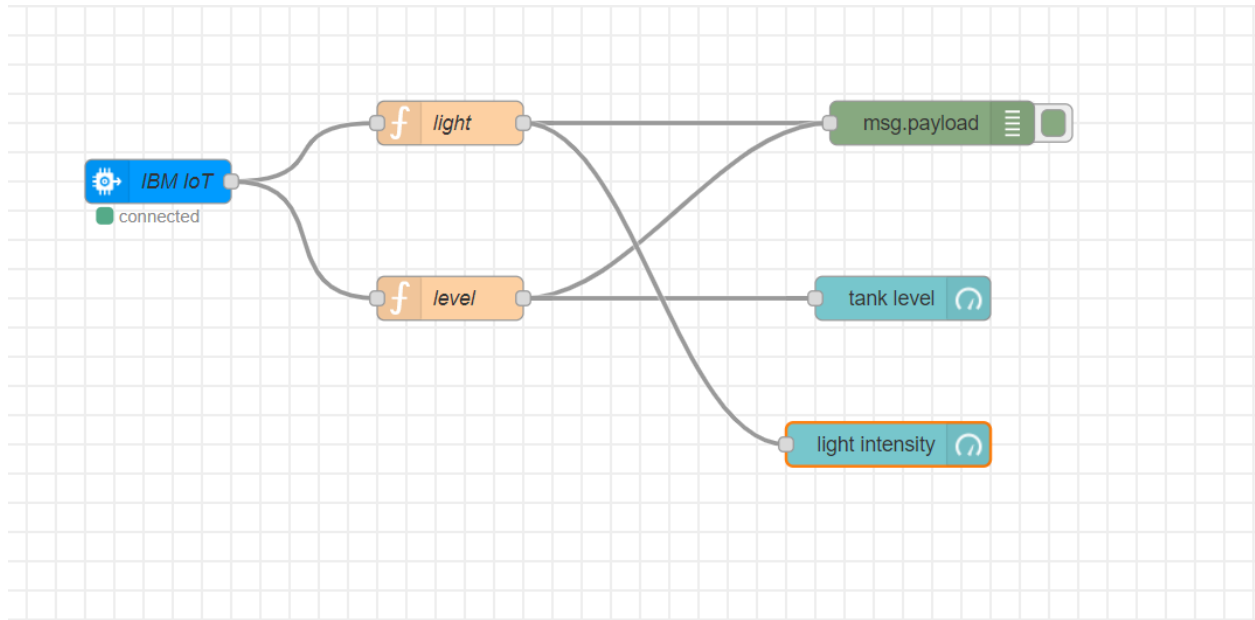 light
msg.payload
IBM IoT
connected
level
tank level
light intensity